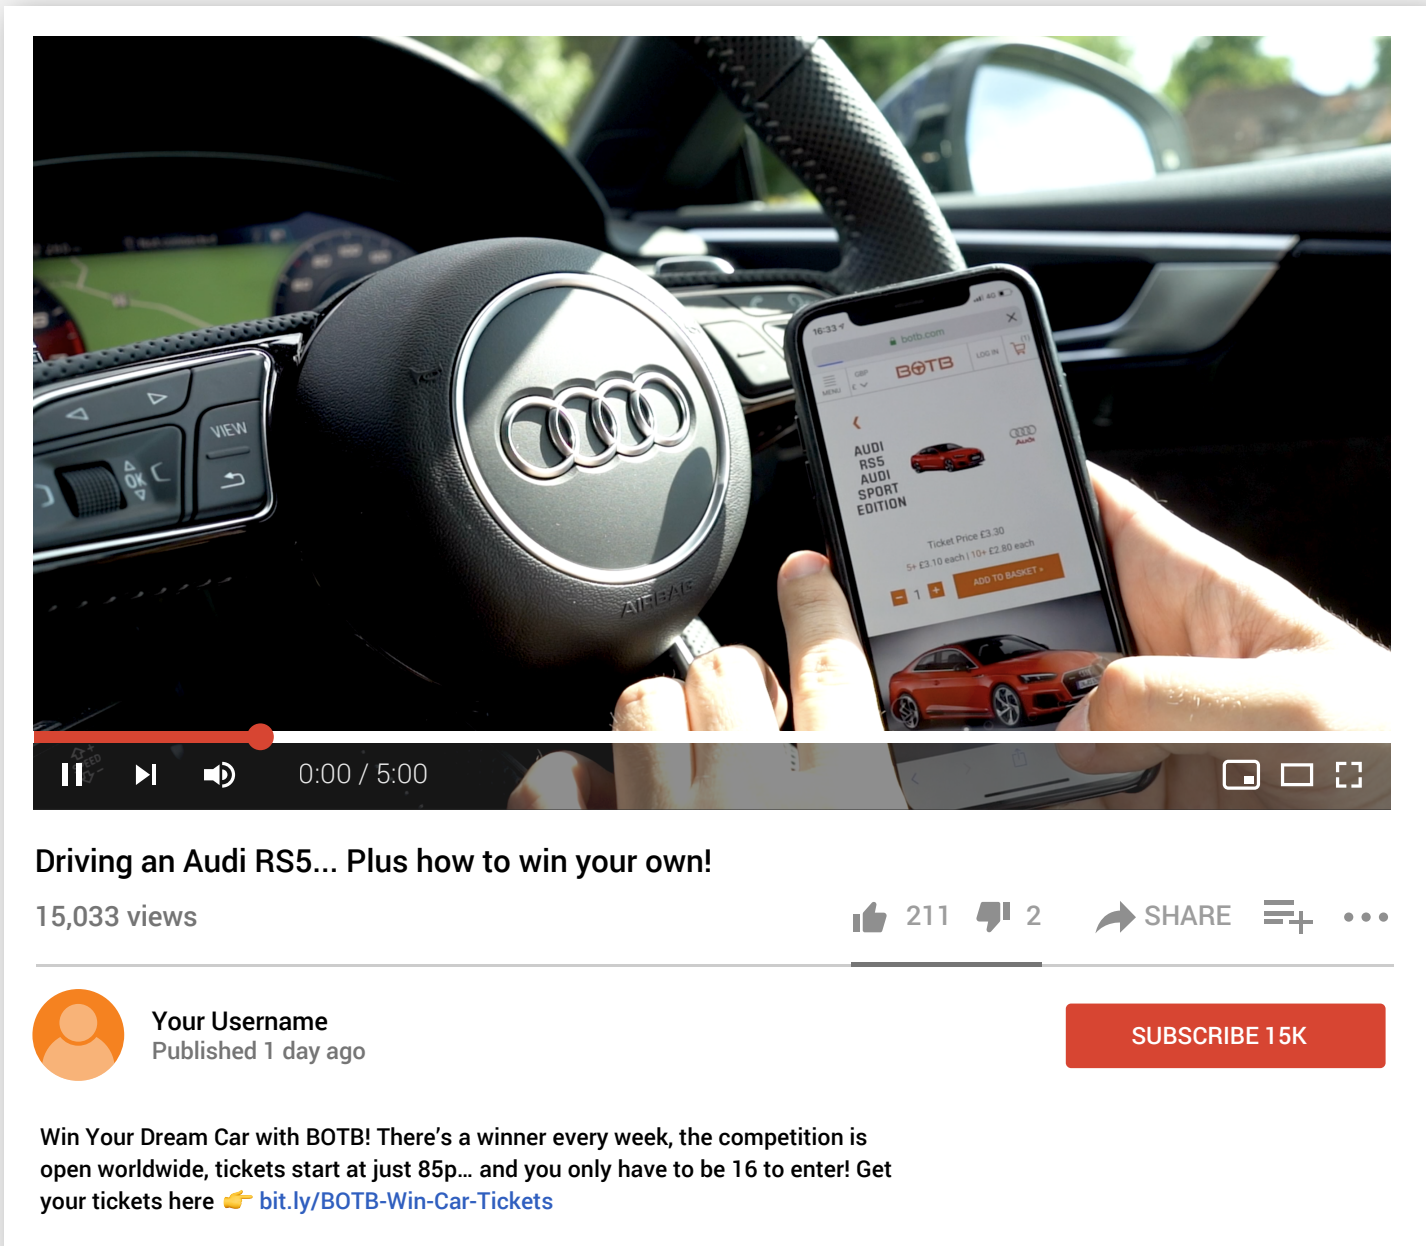 VIEW
OK
AIRBAG
16:33
4G
botb.com
MENU
GBP
£
BOTB
LOG IN
(1)
AUDI
RS5
AUDI
SPORT
EDITION
Audi
Ticket Price £3.30
5+ £3.10 each | 10+ £2.80 each
1
ADD TO BASKET »
0:00 / 5:00
Driving an Audi RS5... Plus how to win your own!
15,033 views
211
2
SHARE
Your Username
Published 1 day ago
SUBSCRIBE 15K
Win Your Dream Car with BOTB! There’s a winner every week, the competition is
open worldwide, tickets start at just 85p... and you only have to be 16 to enter! Get
your tickets here 👉 bit.ly/BOTB-Win-Car-Tickets